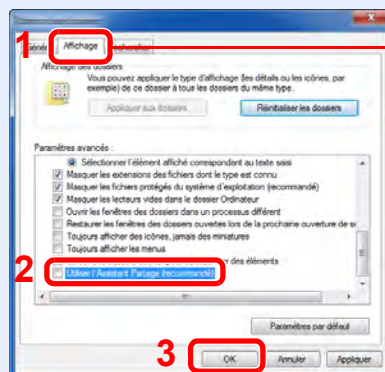 1
Affichage
Affichage des dossiers
Vous pouvez appliquer le type d'affichage (les détails ou les icônes, par
exemple) de ce dossier à tous les dossiers du même type.
Appliquer aux dossiers
Réinitialiser les dossiers
Paramètres avancés :
Sélectionner l'élément affiché correspondant au texte saisi
Masquer les extensions des fichiers dont le type est connu
Masquer les fichiers protégés du système d'exploitation (recommandé)
Masquer les lecteurs vides dans le dossier Ordinateur
Ouvrir les fenêtres des dossiers dans un processus différent
Restaurer les fenêtres des dossiers ouvertes lors de la prochaine ouverture de
Toujours afficher des icônes, jamais des miniatures
Toujours afficher les menus
des éléments
2
Utiliser l'Assistant Partage (recommandé)
Paramètres par défaut
3
OK
Annuler
Appliquer